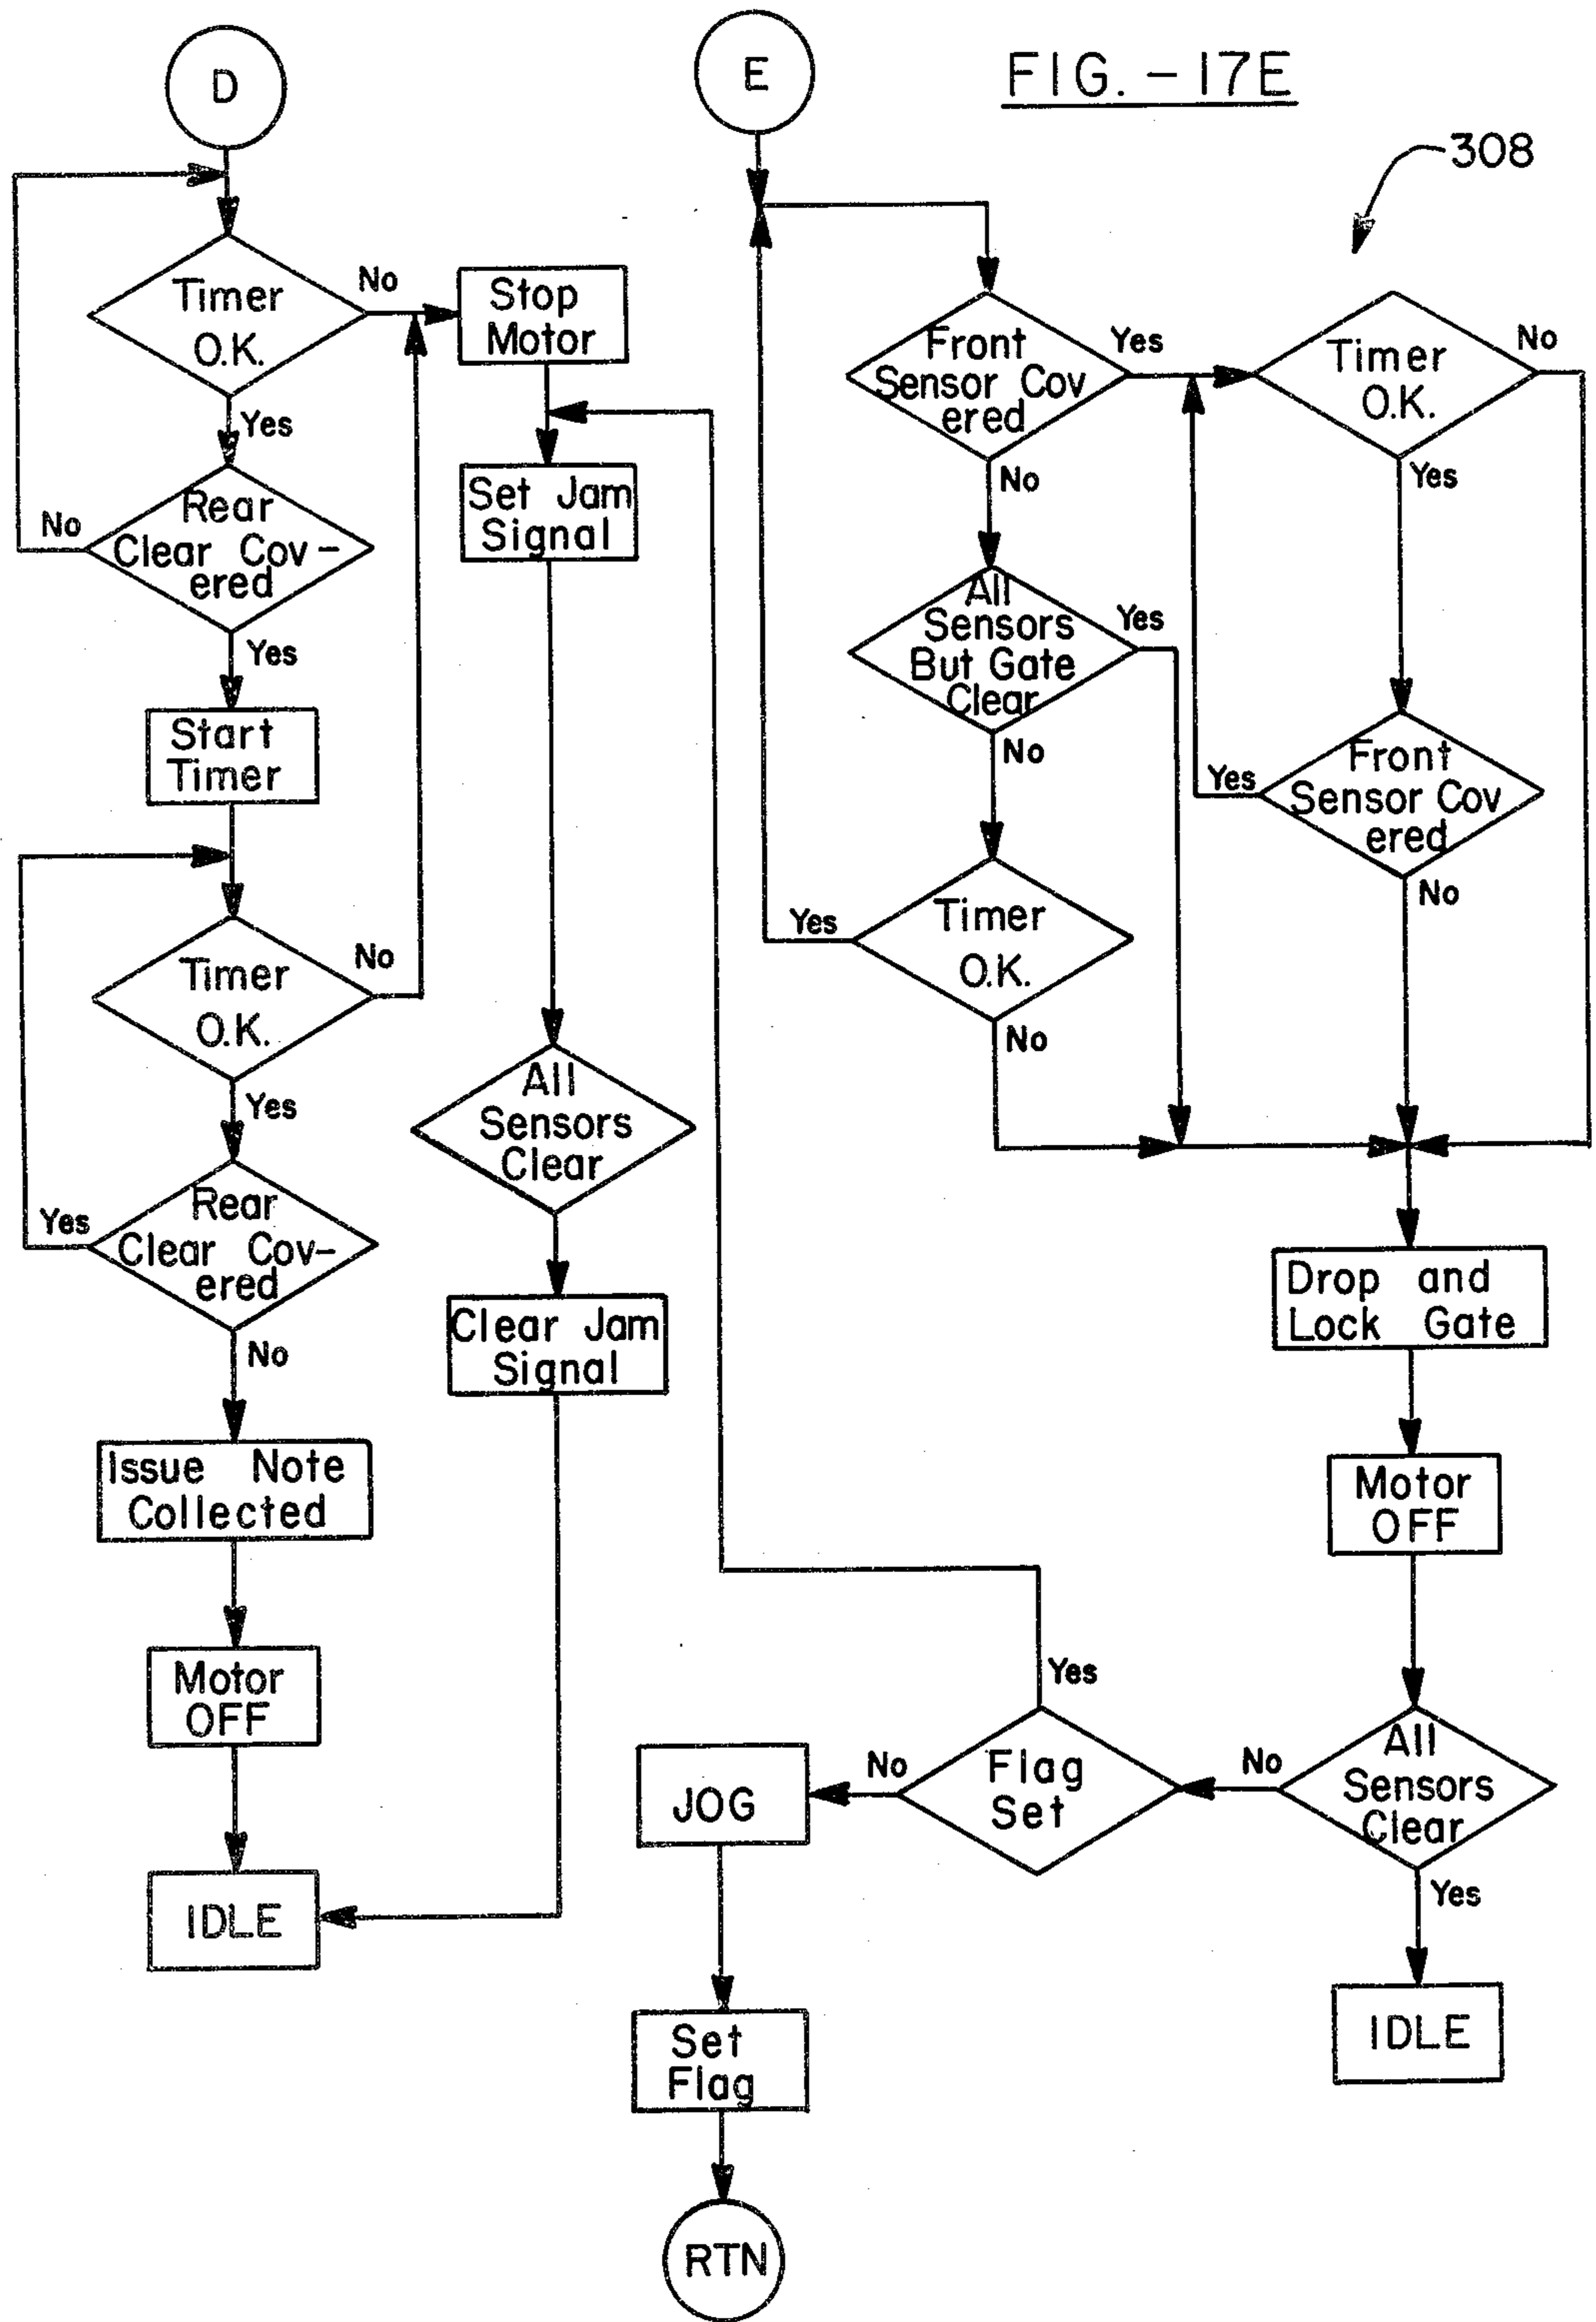 FIG. - 17E
308
D
Timer
O.K.
No
Yes
Stop
Motor
Rear
Clear Cov-
ered
No
Yes
Set Jam
Signal
Start
Timer
Timer
O.K.
No
Yes
All
Sensors
Clear
Rear
Clear Cov-
ered
Yes
No
Clear Jam
Signal
Issue Note
Collected
Motor
OFF
IDLE
E
Front
Sensor Cov
ered
Yes
No
Timer
O.K.
No
Yes
All
Sensors
But Gate
Clear
Yes
No
Front
Sensor Cov
ered
Yes
No
Timer
O.K.
Yes
No
Drop and
Lock Gate
Motor
OFF
All
Sensors
Clear
No
Yes
Flag
Set
Yes
No
JOG
IDLE
Set
Flag
RTN